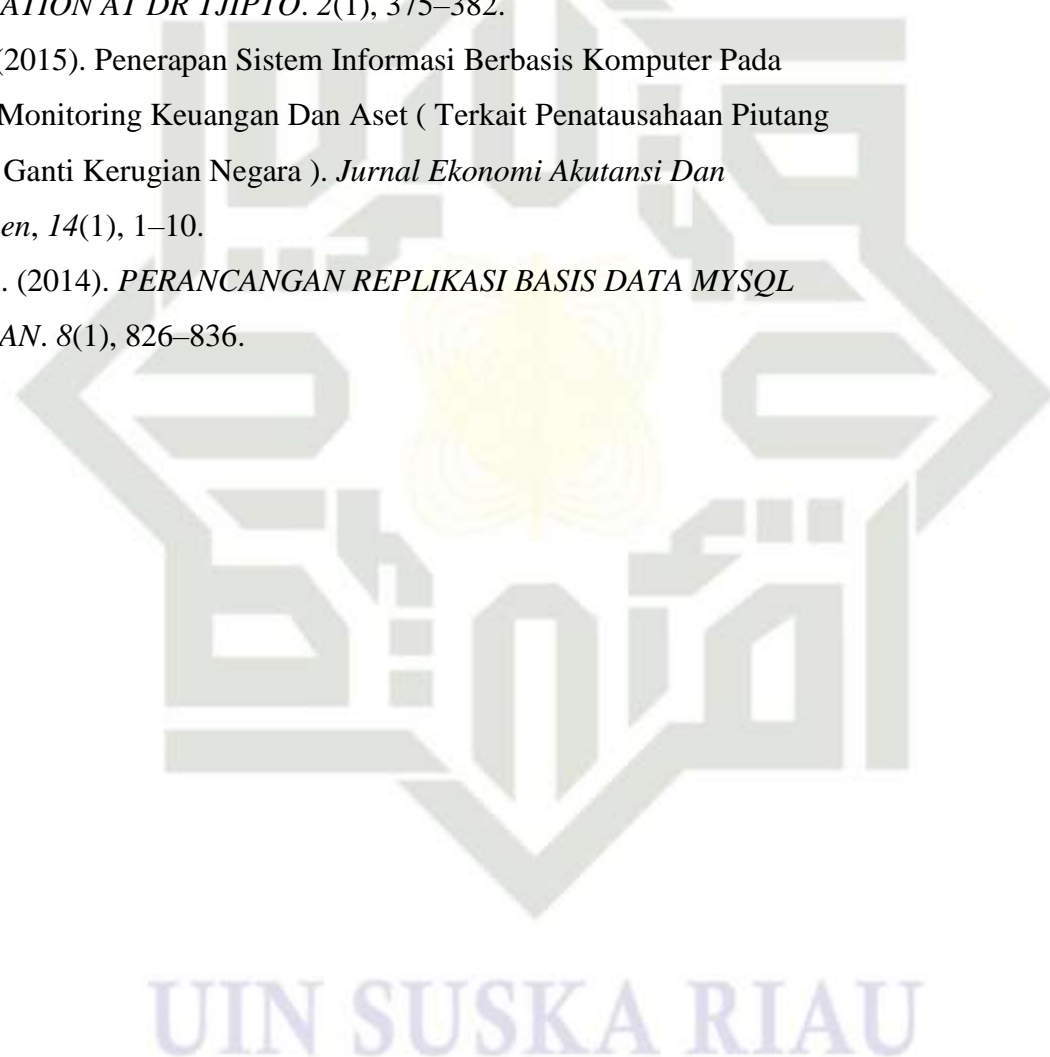 ATION AT DR TJIPTO. 2(1), 375–382.
(2015). Penerapan Sistem Informasi Berbasis Komputer Pada
Monitoring Keuangan Dan Aset ( Terkait Penatausahaan Piutang
Ganti Kerugian Negara ). Jurnal Ekonomi Akutansi Dan
en, 14(1), 1–10.
. (2014). PERANCANGAN REPLIKASI BASIS DATA MYSQL
AN. 8(1), 826–836.
UIN SUSKA RIAU